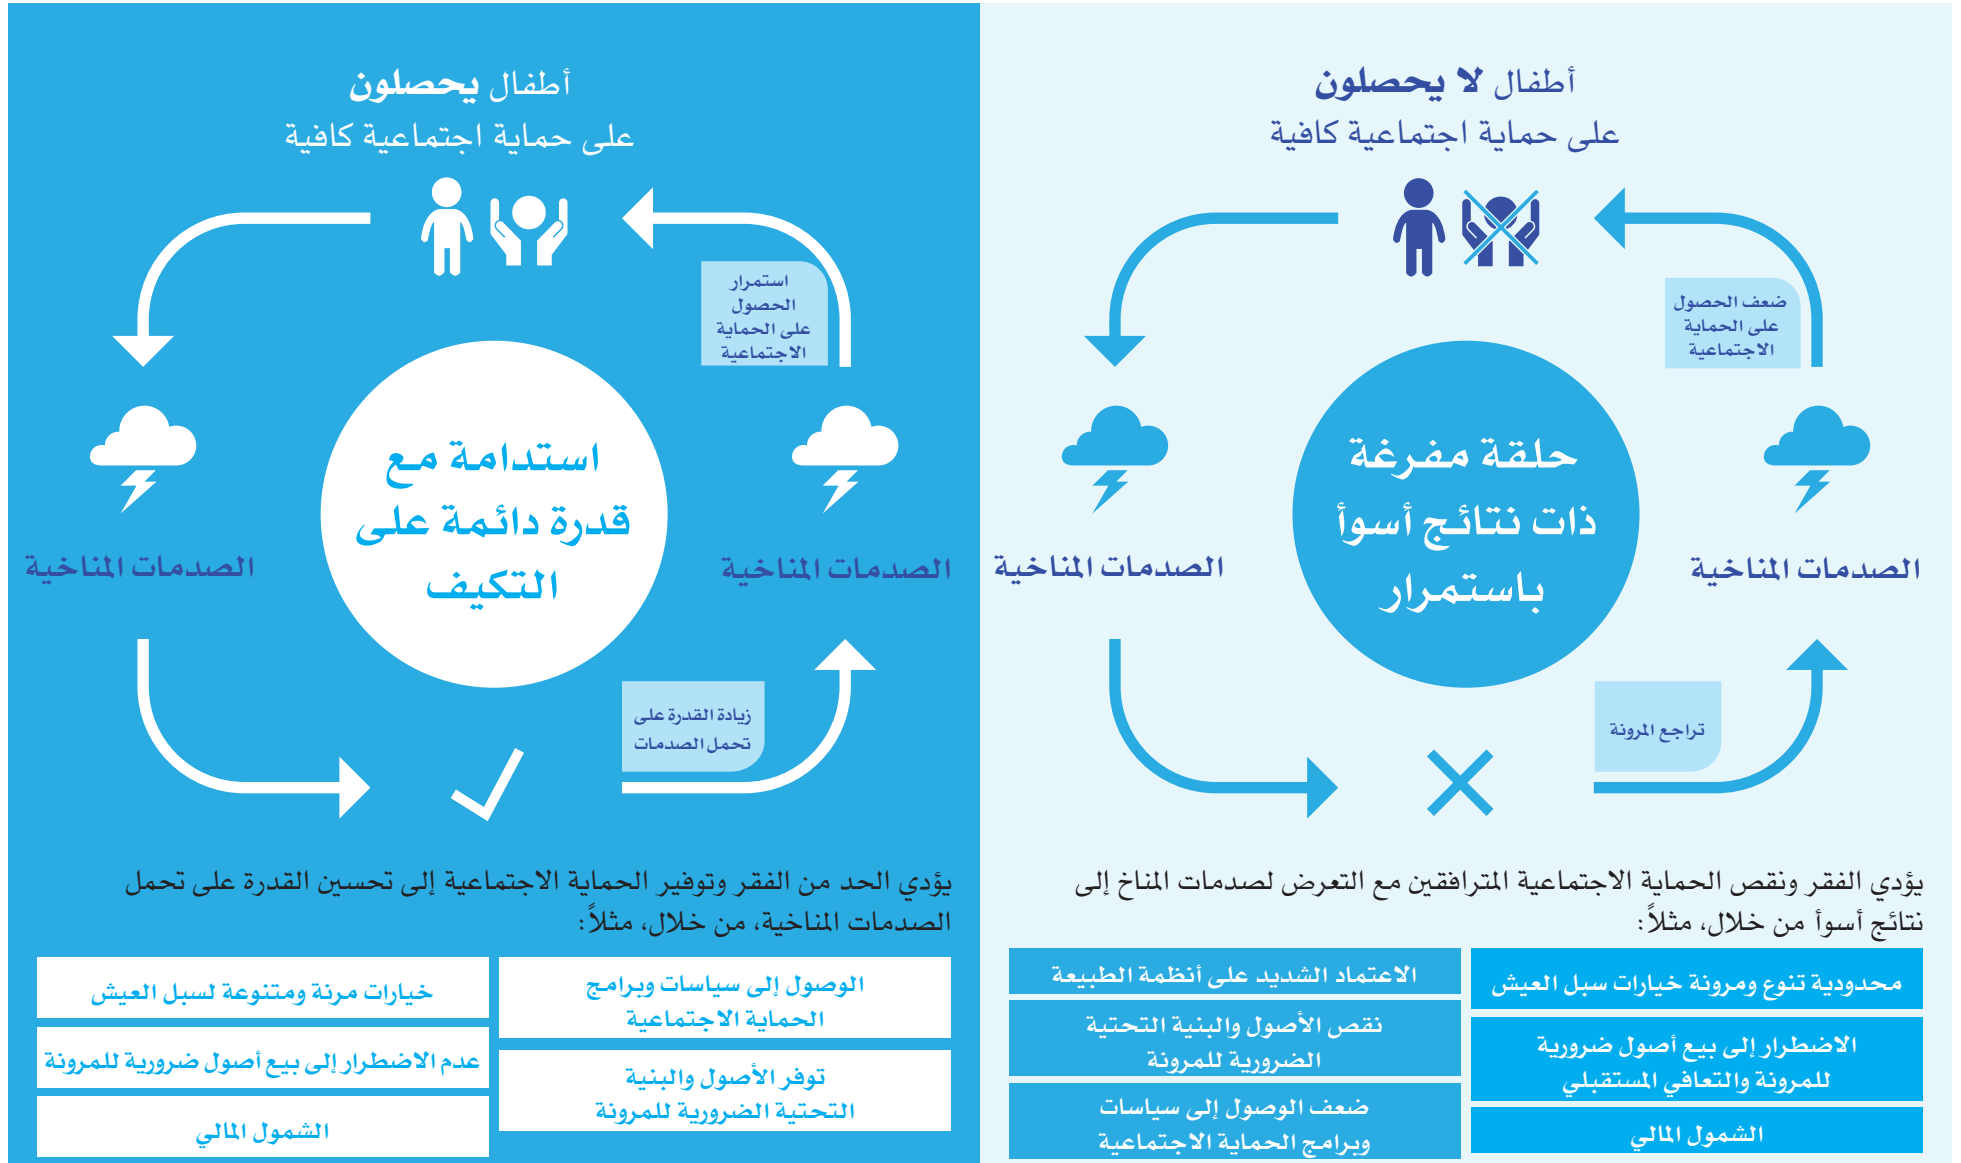 أطفال لا يحصلون
على حماية اجتماعية كافية
ضعف الحصول
على الحماية
الاجتماعية
حلقة مفرغة
ذات نتائج أسوأ
باستمرار
الصدمات المناخية
الصدمات المناخية
تراجع المرونة
يؤدي الفقر ونقص الحماية الاجتماعية المترافقين مع التعرض لصدمات المناخ إلى
نتائج أسوأ من خلال، مثلاً:
محدودية تنوع ومرونة خيارات سبل العيش
الاضطرار إلى بيع أصول ضرورية
للمرونة والتعافي المستقبلي
الشمول المالي
الاعتماد الشديد على أنظمة الطبيعة
نقص الأصول والبنية التحتية
الضرورية للمرونة
ضعف الوصول إلى سياسات
وبرامج الحماية الاجتماعية
أطفال يحصلون
على حماية اجتماعية كافية
استمرار
الحصول
على الحماية
الاجتماعية
استدامة مع
قدرة دائمة على
التكيف
الصدمات المناخية
الصدمات المناخية
زيادة القدرة على
تحمل الصدمات
يؤدي الحد من الفقر وتوفير الحماية الاجتماعية إلى تحسين القدرة على تحمل
الصدمات المناخية، من خلال، مثلاً:
الوصول إلى سياسات وبرامج
الحماية الاجتماعية
توفر الأصول والبنية
التحتية الضرورية للمرونة
خيارات مرنة ومتنوعة لسبل العيش
عدم الاضطرار إلى بيع أصول ضرورية للمرونة
الشمول المالي